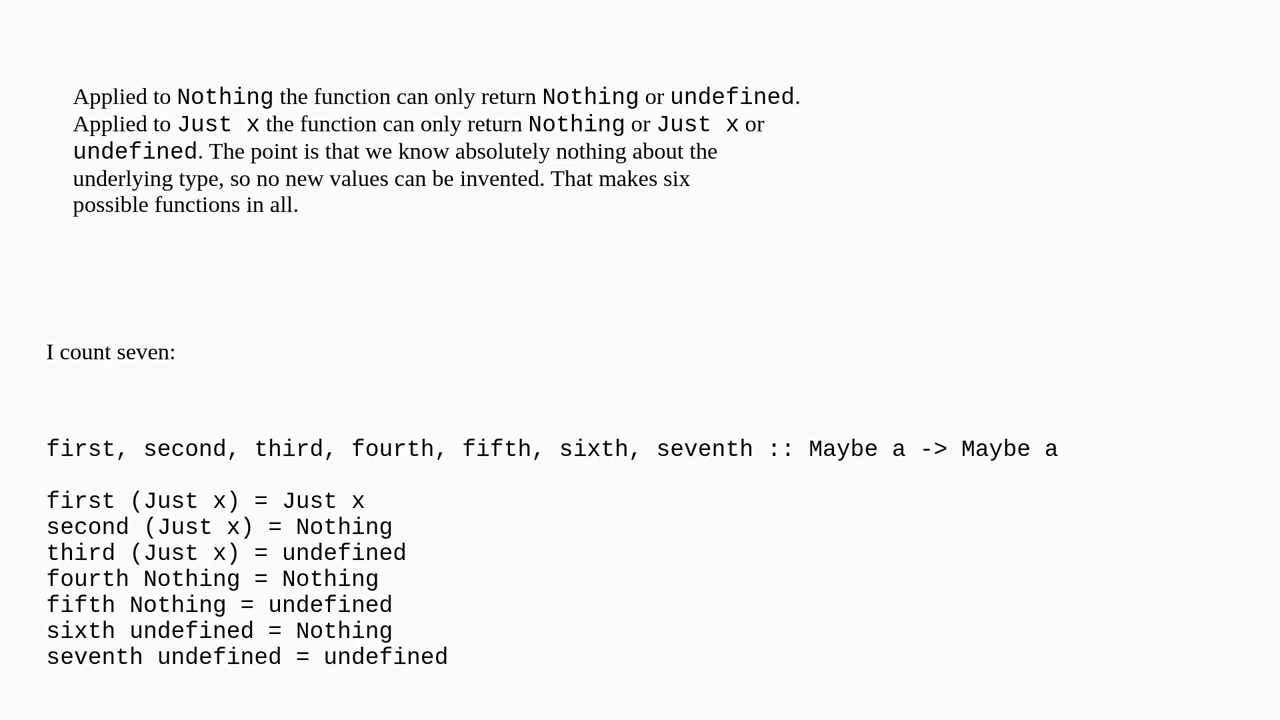 Applied to Nothing the function can only return Nothing or undefined.
Applied to Just x the function can only return Nothing or Just x or
undefined. The point is that we know absolutely nothing about the
underlying type, so no new values can be invented. That makes six
possible functions in all.
I count seven:
first, second, third, fourth, fifth, sixth, seventh :: Maybe a -> Maybe a
first (Just x) = Just x
second (Just x) = Nothing
third (Just x) = undefined
fourth Nothing = Nothing
fifth Nothing = undefined
sixth undefined = Nothing
seventh undefined = undefined